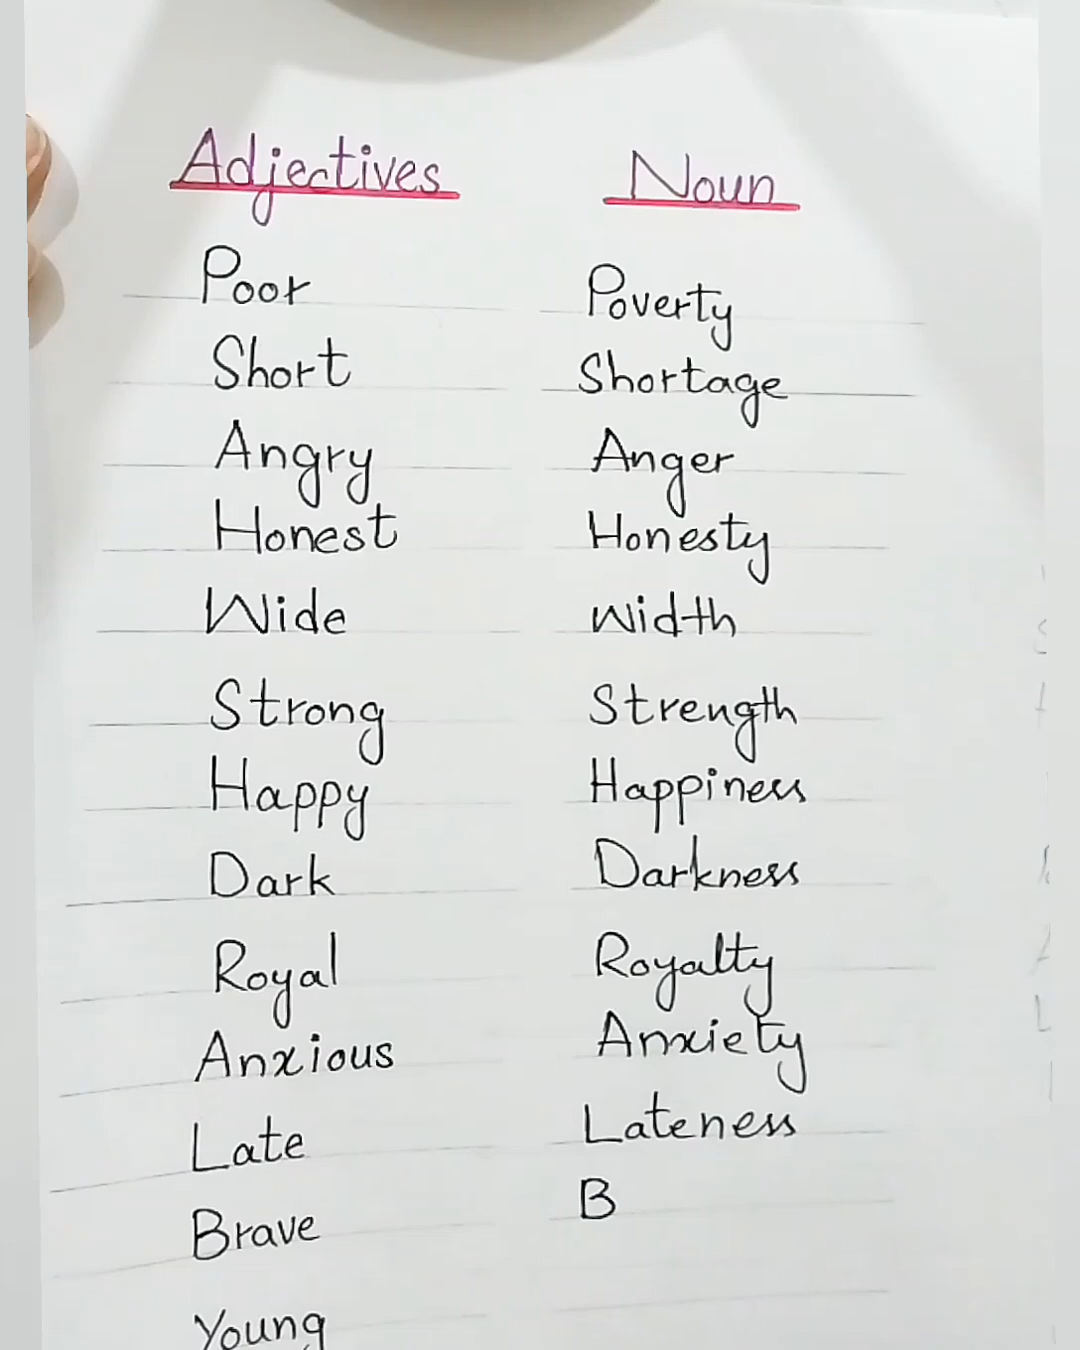 Adjectives Noun
Poor Poverty
Short Shortage
Angry Anger
Honest Honesty
Wide Width
Strong Strength
Happy Happiness
Dark Darkness
Royal Royalty
Anxious Anxiety
Late Lateness
Brave B
Young